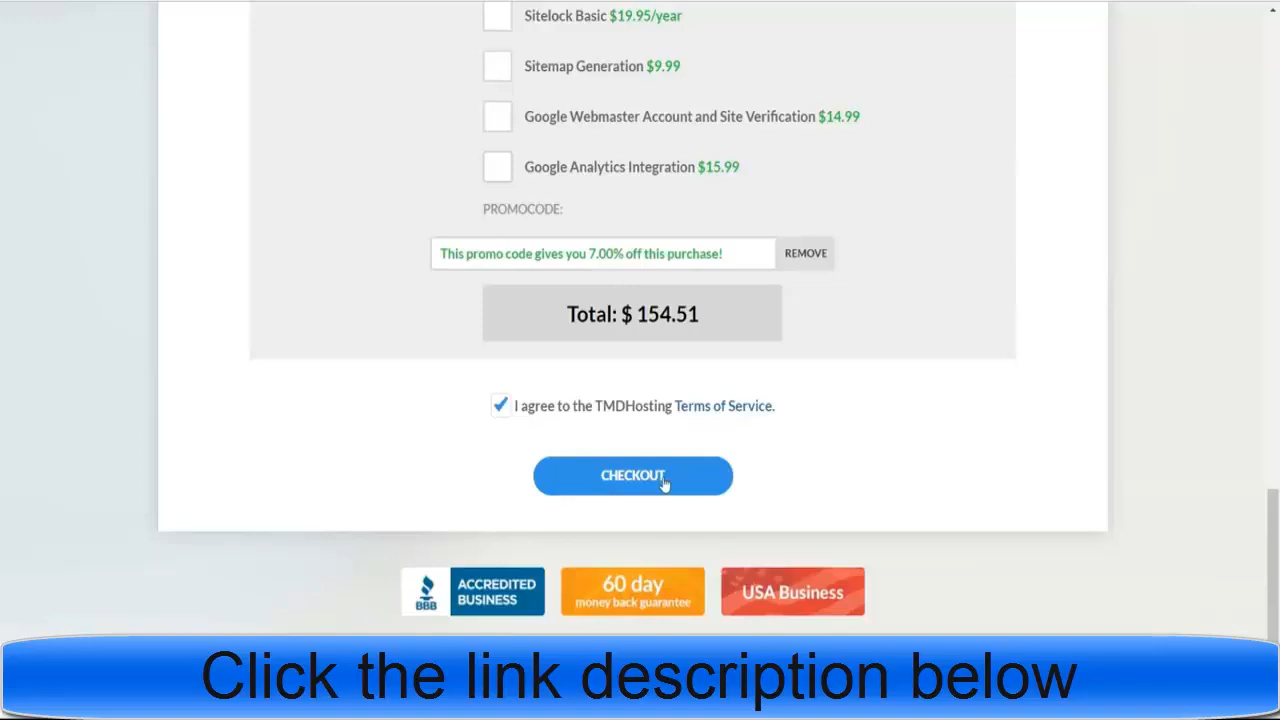 Sitelock Basic $19.95/year
Sitemap Generation $9.99
Google Webmaster Account and Site Verification $14.99
Google Analytics Integration $15.99
PROMOCODE:
This promo code gives you 7.00% off this purchase! REMOVE
Total: $ 154.51
I agree to the TMDHosting Terms of Service.
CHECKOUT
BBB
ACCREDITED
BUSINESS
60 day
money back guarantee
USA Business
Click the link description below